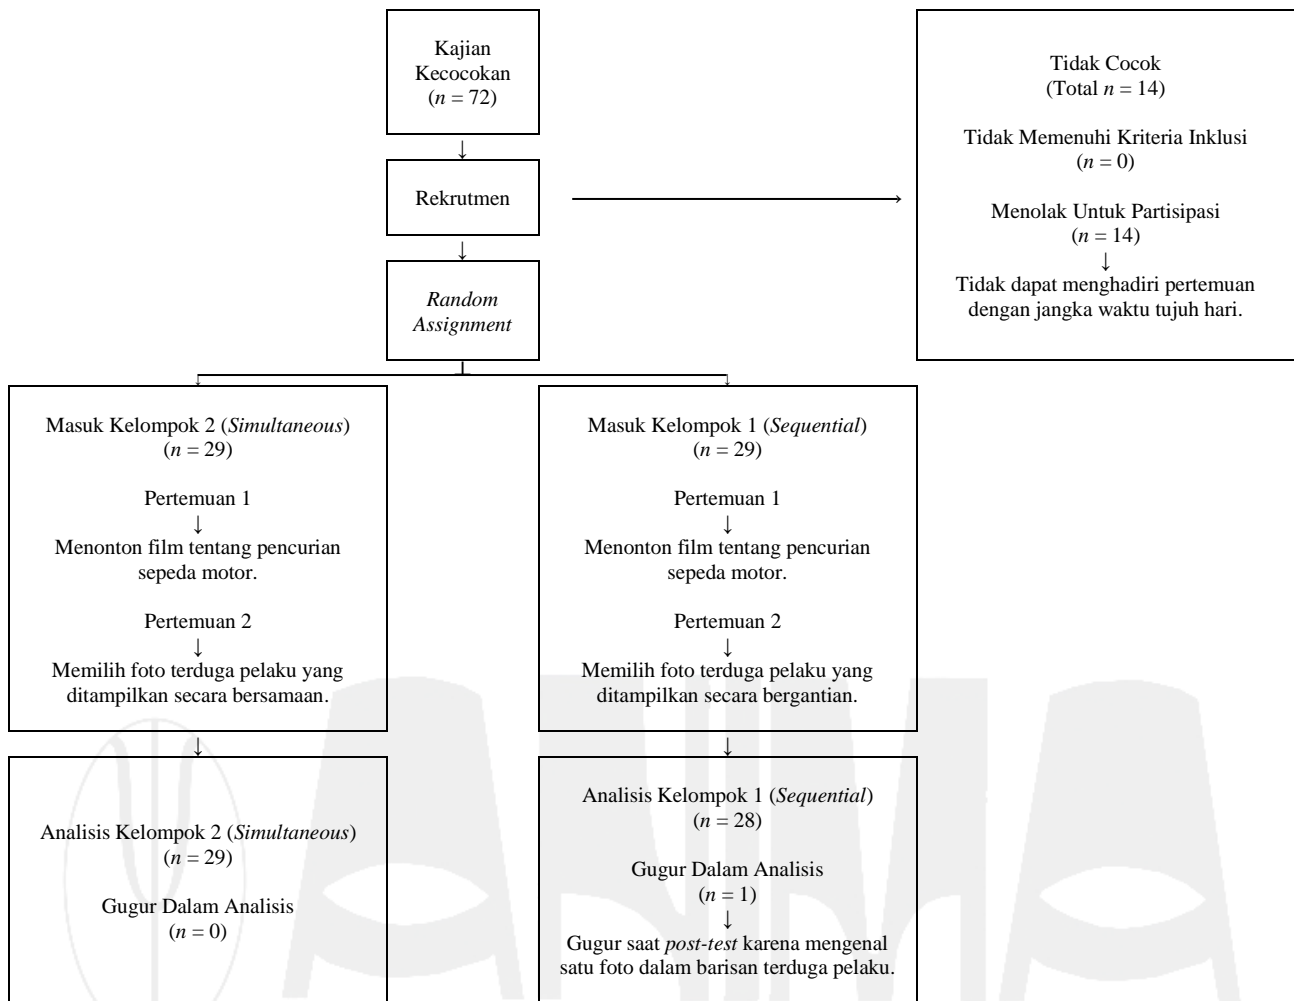 Kajian
Kecocokan
(n = 72)
↓
Rekrutmen
↓
Random
Assignment
Tidak Cocok
(Total n = 14)
Tidak Memenuhi Kriteria Inklusi
(n = 0)
Menolak Untuk Partisipasi
(n = 14)
↓
Tidak dapat menghadiri pertemuan
dengan jangka waktu tujuh hari.
Masuk Kelompok 2 (Simultaneous)
(n = 29)
Pertemuan 1
↓
Menonton film tentang pencurian
sepeda motor.
Pertemuan 2
↓
Memilih foto terduga pelaku yang
ditampilkan secara bersamaan.
↓
Analisis Kelompok 2 (Simultaneous)
(n = 29)
Gugur Dalam Analisis
(n = 0)
Masuk Kelompok 1 (Sequential)
(n = 29)
Pertemuan 1
↓
Menonton film tentang pencurian
sepeda motor.
Pertemuan 2
↓
Memilih foto terduga pelaku yang
ditampilkan secara bergantian.
↓
Analisis Kelompok 1 (Sequential)
(n = 28)
Gugur Dalam Analisis
(n = 1)
↓
Gugur saat post-test karena mengenal
satu foto dalam barisan terduga pelaku.